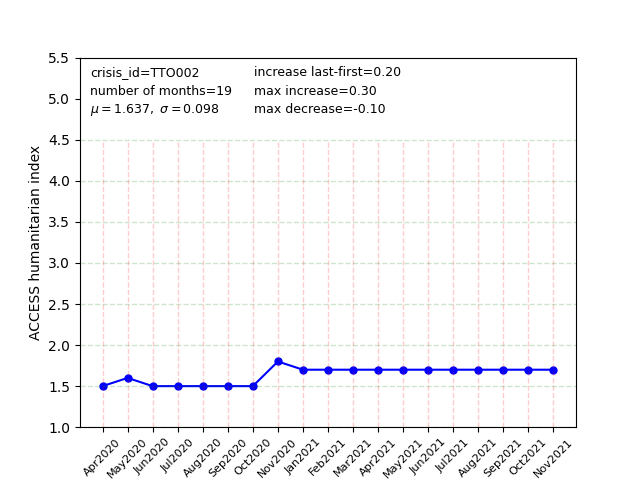 crisis_id=TTO002
number of months=19
μ = 1.637, σ = 0.098
increase last-first=0.20
max increase=0.30
max decrease=-0.10
ACCESS humanitarian index
5.5
5.0
4.5
4.0
3.5
3.0
2.5
2.0
1.5
1.0
Apr2020
May2020
Jun2020
Jul2020
Aug2020
Sep2020
Oct2020
Nov2020
Jan2021
Feb2021
Mar2021
Apr2021
May2021
Jun2021
Jul2021
Aug2021
Sep2021
Oct2021
Nov2021